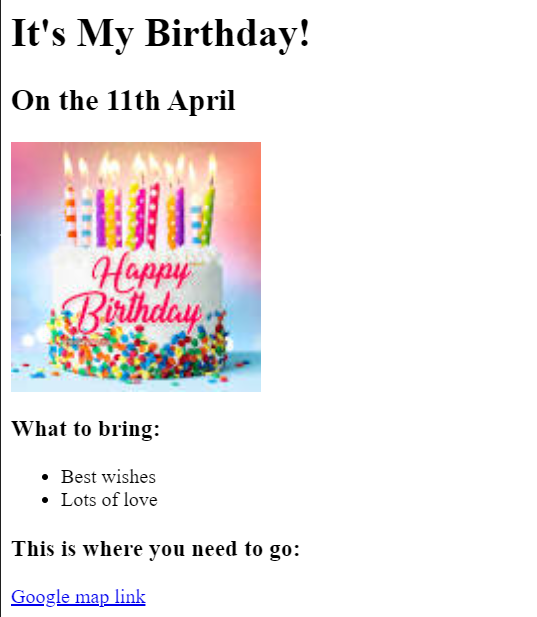 It's My Birthday!
On the 11th April
Happy
Birthday
What to bring:
Best wishes
Lots of love
This is where you need to go:
Google map link